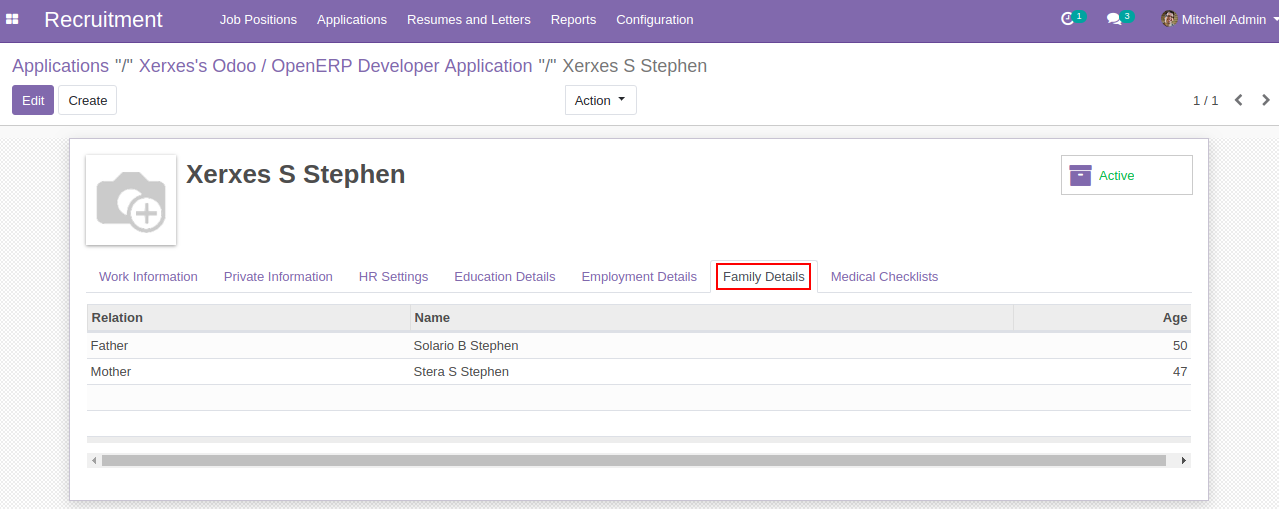 Recruitment Job Positions Applications Resumes and Letters Reports Configuration 1 3 Mitchell Admin
Applications "/" Xerxes's Odoo / OpenERP Developer Application "/" Xerxes S Stephen
Edit Create Action 1 / 1
Xerxes S Stephen
Active
Work Information Private Information HR Settings Education Details Employment Details Family Details Medical Checklists
Relation Name Age
Father Solario B Stephen 50
Mother Stera S Stephen 47